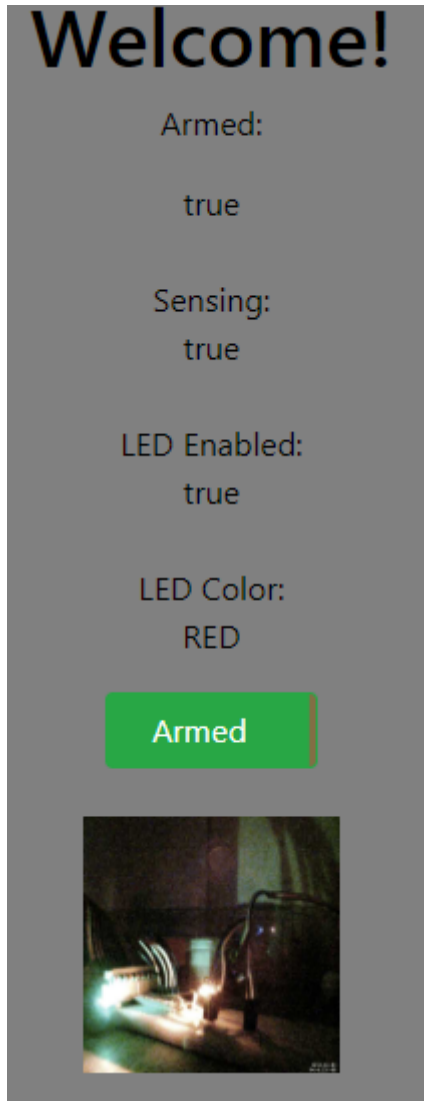 Welcome!
Armed:
true
Sensing:
true
LED Enabled:
true
LED Color:
RED
Armed